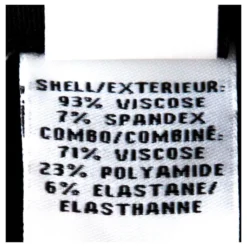 SHELL/EXTERIEUR:
93% VISCOSE
7% SPANDEX
COMBO/COMBINÉ:
71% VISCOSE
23% POLYAMIDE
6% ELASTANE/
ELASTHANNE